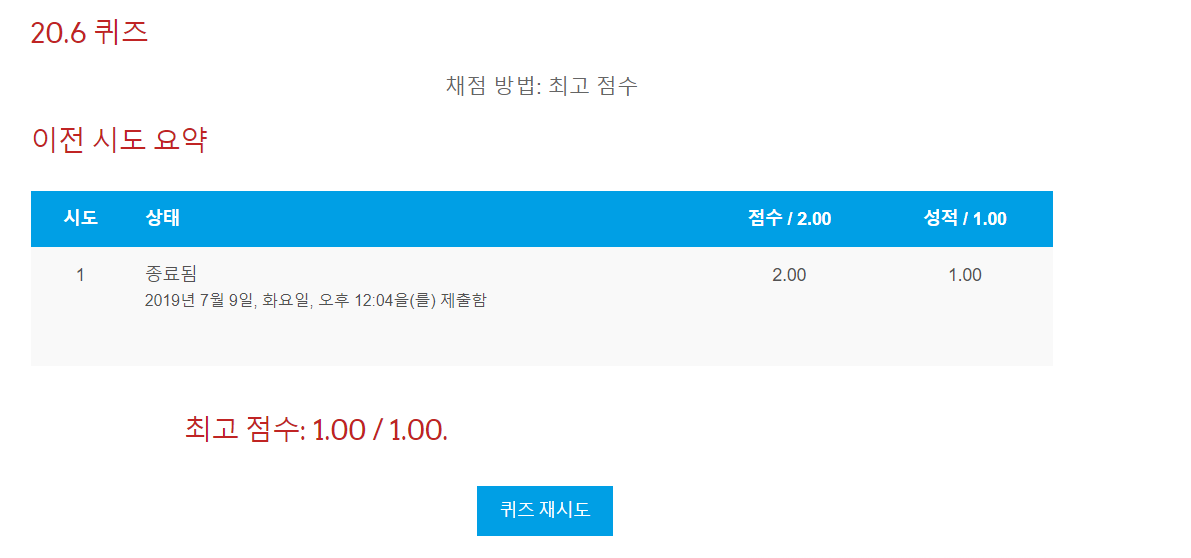 20.6 퀴즈
채점 방법: 최고 점수
이전 시도 요약
시도 상태 점수 / 2.00 성적 / 1.00
1 종료됨 2.00 1.00
2019년 7월 9일, 화요일, 오후 12:04을(를) 제출함
최고 점수: 1.00 / 1.00.
퀴즈 재시도